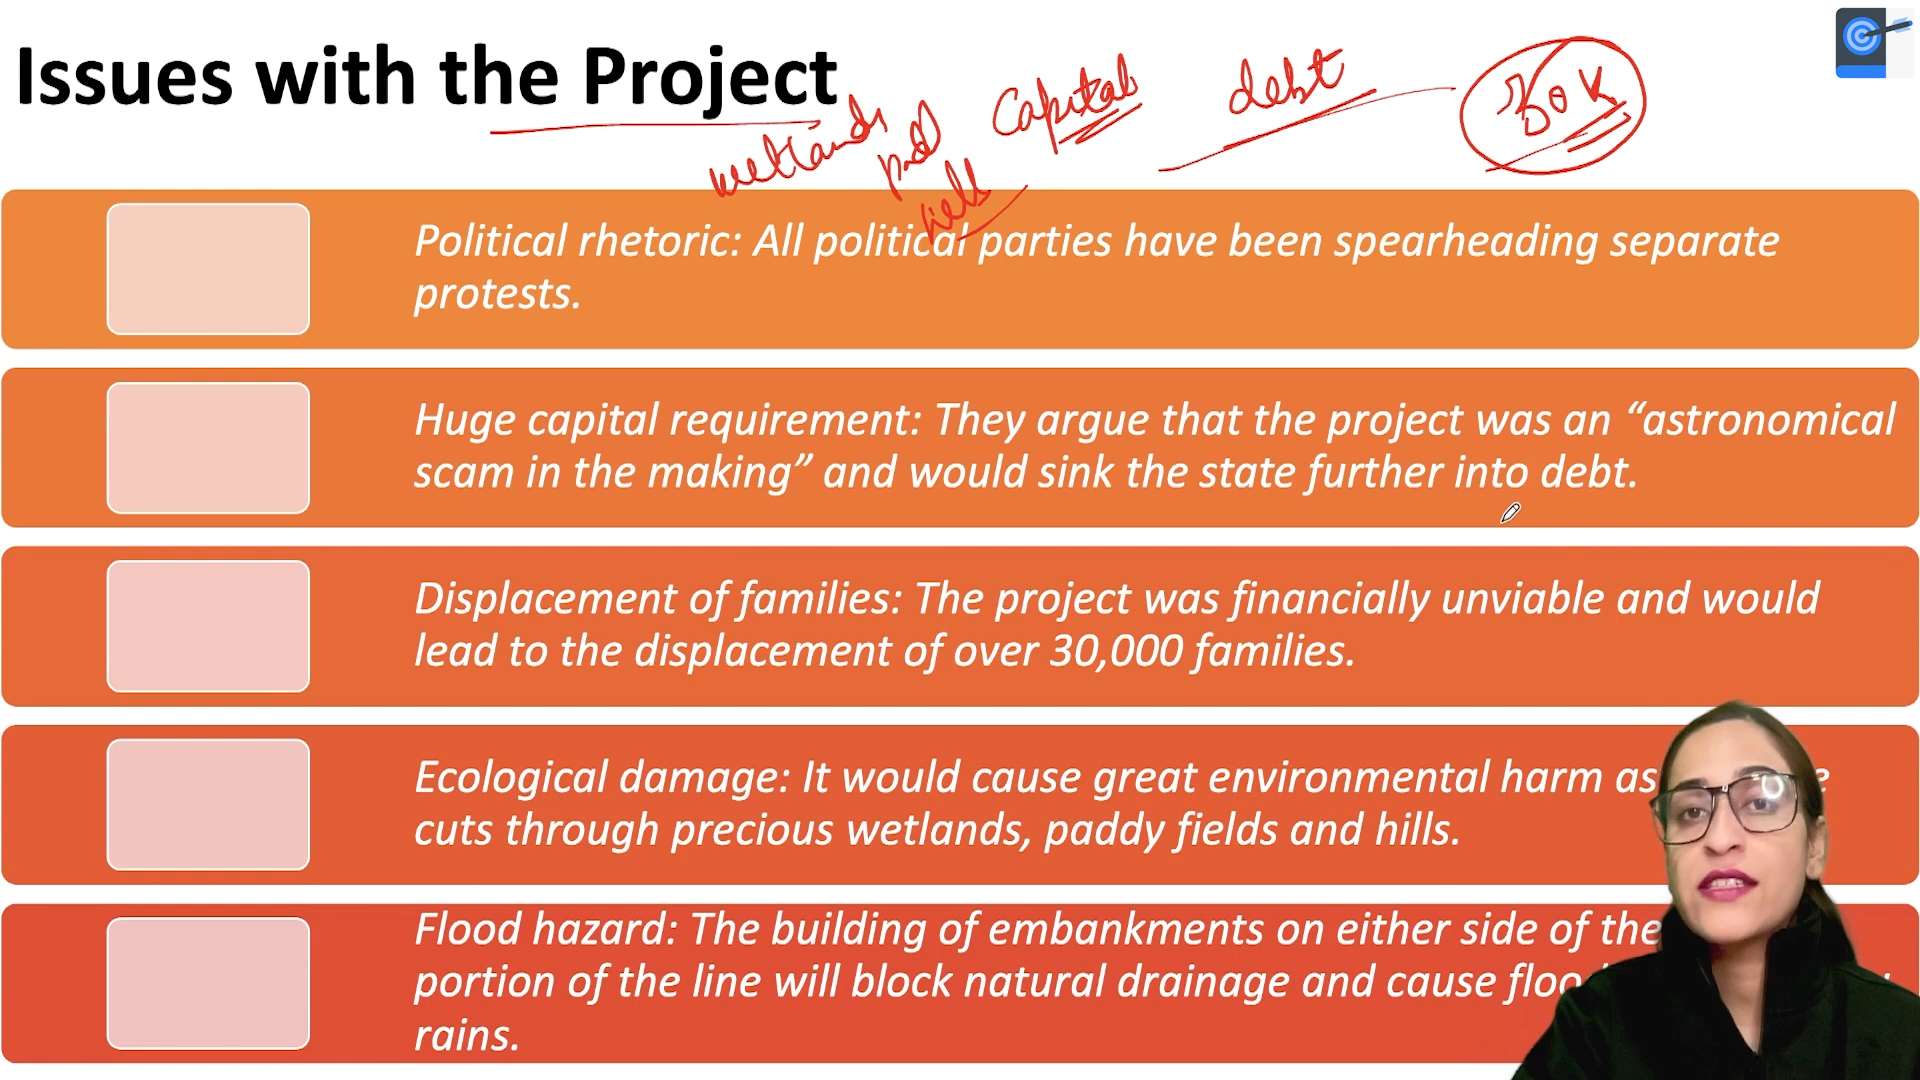 Issues with the Project
Capital debt 30K
wetlands
hills
Political rhetoric: All political parties have been spearheading separate
protests.
Huge capital requirement: They argue that the project was an “astronomical
scam in the making” and would sink the state further into debt.
Displacement of families: The project was financially unviable and would
lead to the displacement of over 30,000 families.
Ecological damage: It would cause great environmental harm as
cuts through precious wetlands, paddy fields and hills.
Flood hazard: The building of embankments on either side of the
portion of the line will block natural drainage and cause
rains.